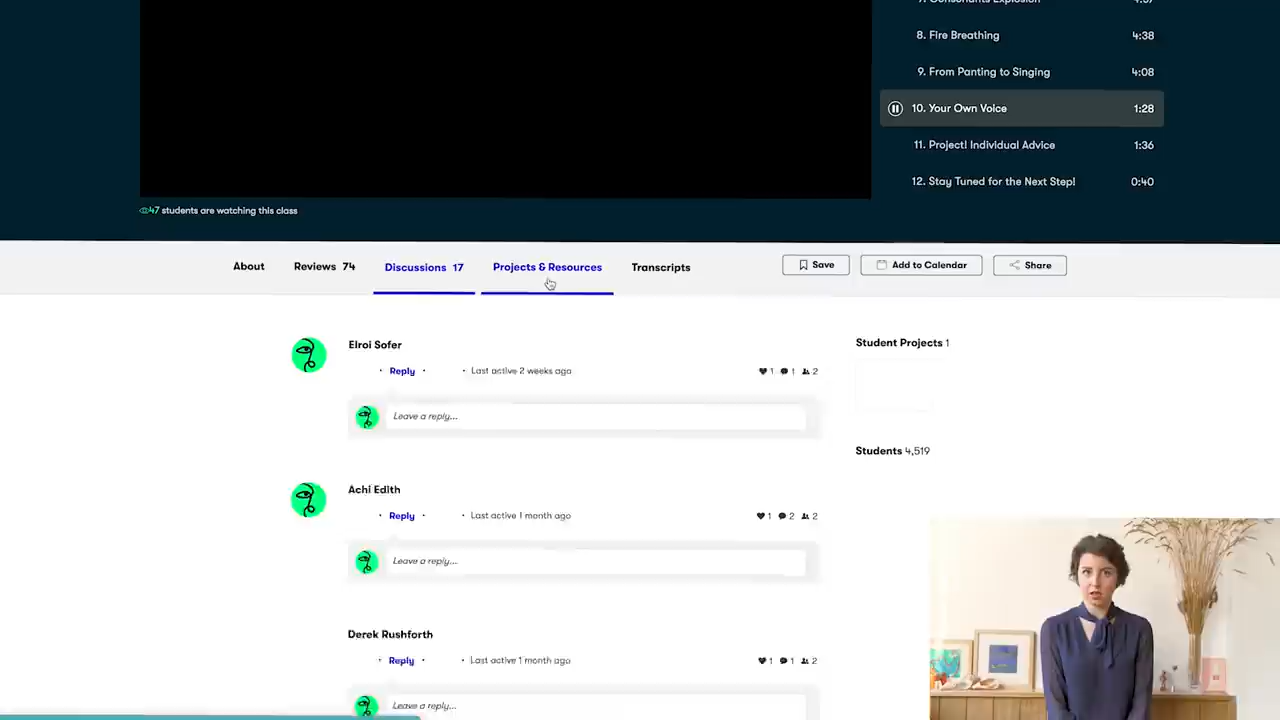 4:37
8. Fire Breathing 4:38
9. From Panting to Singing 4:08
10. Your Own Voice 1:28
11. Project! Individual Advice 1:36
12. Stay Tuned for the Next Step! 0:40
47 students are watching this class
About Reviews 74 Discussions 17 Projects & Resources Transcripts Save Add to Calendar Share
Elroi Sofer
Student Projects 1
· Reply · · Last active 2 weeks ago 1 1 2
Leave a reply...
Students 4,519
Achi Edith
· Reply · · Last active 1 month ago 1 2 2
Leave a reply...
Derek Rushforth
· Reply · · Last active 1 month ago 1 1 2
Leave a reply...